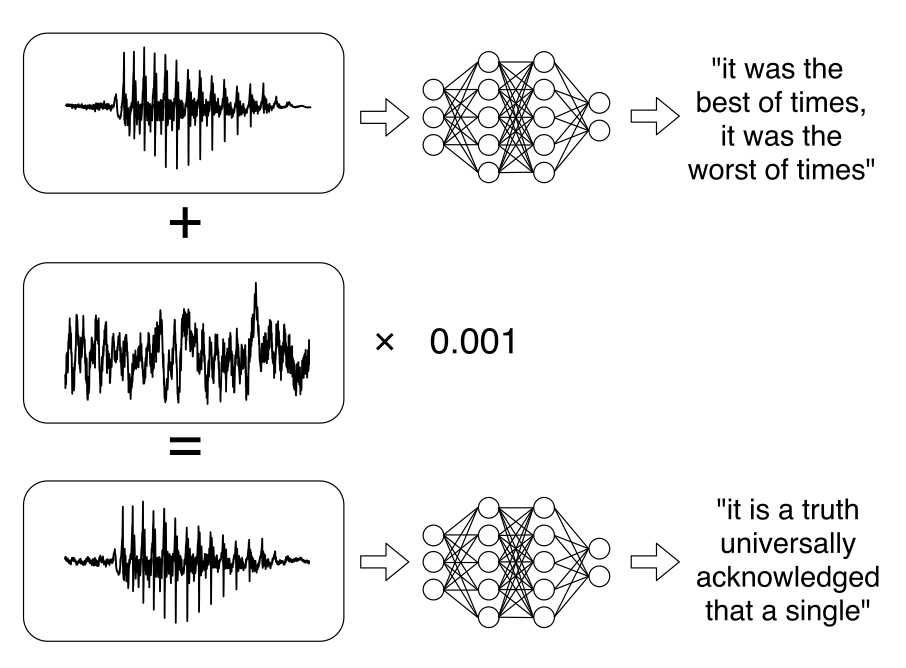 "it was the
best of times,
it was the
worst of times"
+
× 0.001
=
"it is a truth
universally
acknowledged
that a single"